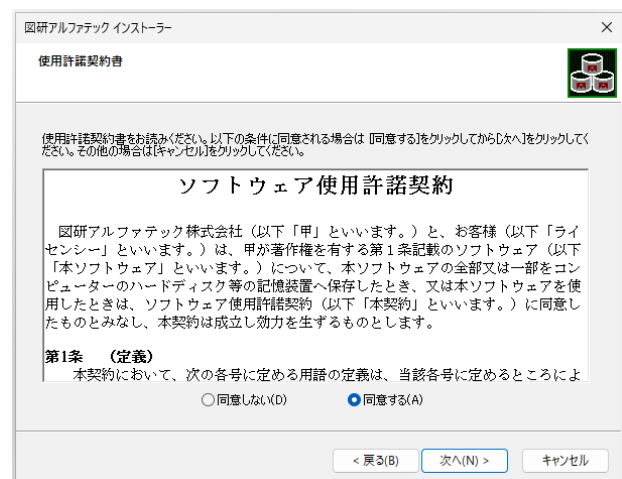 図研アルファテック インストーラー
使用許諾契約書
使用許諾契約書をお読みください。以下の条件に同意される場合は [同意する]をクリックしてから[次へ]をクリックしてく
ださい。その他の場合は[キャンセル]をクリックしてください。
ソフトウェア使用許諾契約
図研アルファテック株式会社（以下「甲」といいます。）と、お客様（以下「ライ
センシー」といいます。）は、甲が著作権を有する第１条記載のソフトウェア（以下
「本ソフトウェア」といいます。）について、本ソフトウェアの全部又は一部をコン
ピューターのハードディスク等の記憶装置へ保存したとき、又は本ソフトウェアを使
用したときは、ソフトウェア使用許諾契約（以下「本契約」といいます。）に同意し
たものとみなし、本契約は成立し効力を生ずるものとします。
第1条　（定義）
本契約において、次の各号に定める用語の定義は、当該各号に定めるところによ
同意しない(D) 同意する(A)
< 戻る(B) 次へ(N) > キャンセル